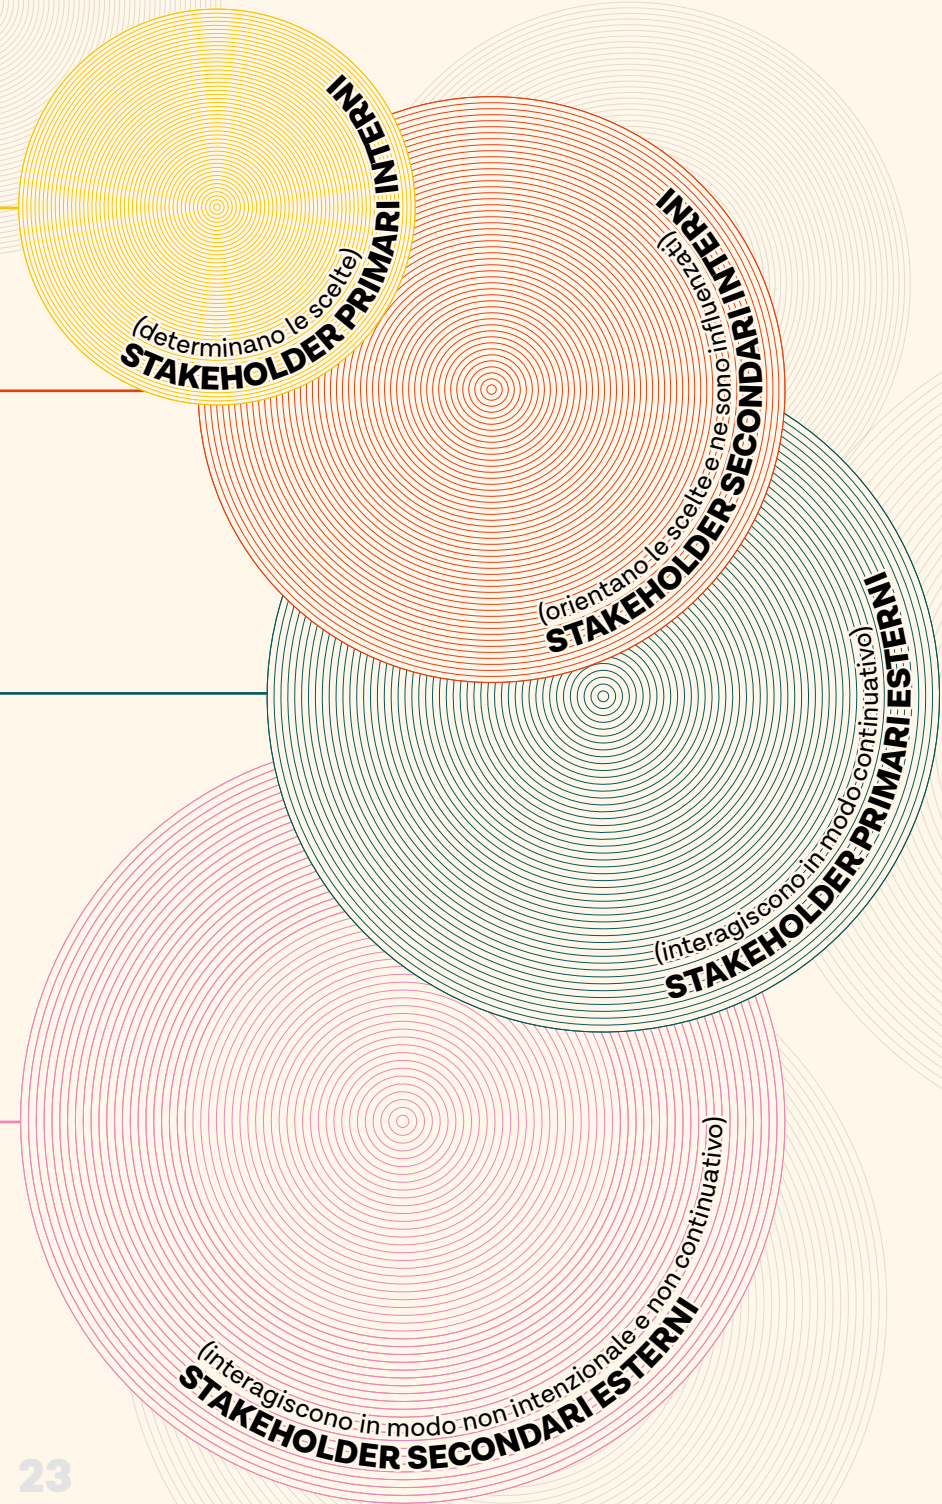 STAKEHOLDER PRIMARI INTERNI
(determinano le scelte)
STAKEHOLDER SECONDARI INTERNI
(orientano le scelte e ne sono influenzati)
STAKEHOLDER PRIMARI ESTERNI
(interagiscono in modo continuativo)
(interagiscono in modo non intenzionale e non continuativo)
STAKEHOLDER SECONDARI ESTERNI
23